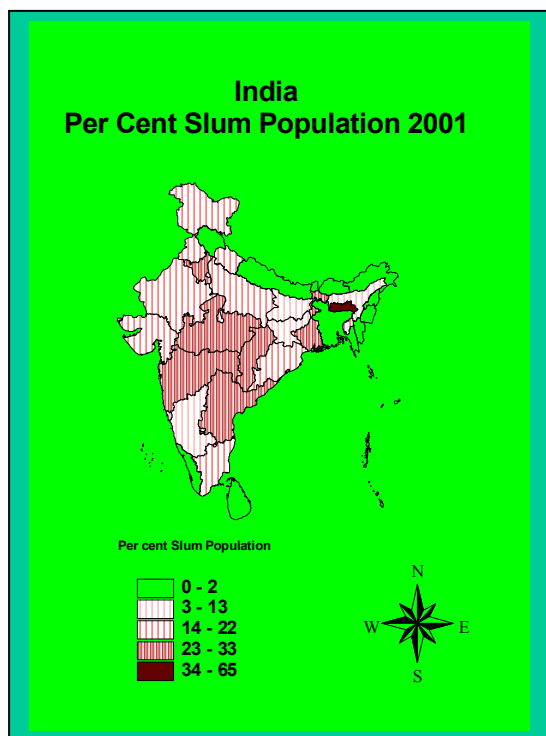 India
Per Cent Slum Population 2001
Per cent Slum Population
0 - 2
3 - 13
14 - 22
23 - 33
34 - 65
N
W E
S